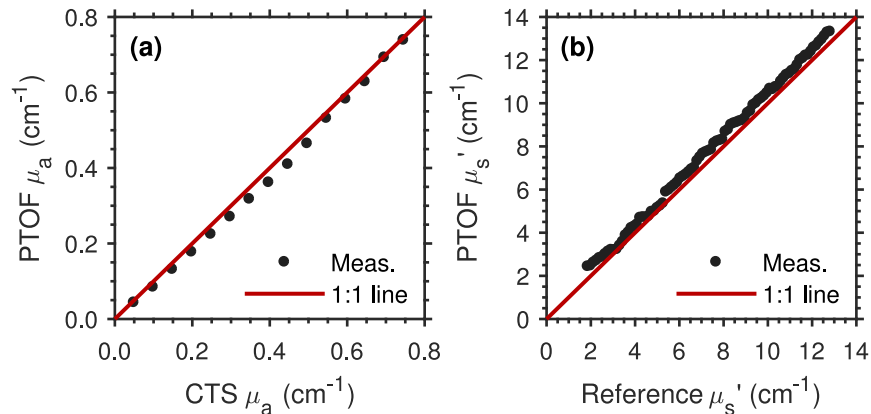 (a)
0.8
0.6
0.4
0.2
0.0
PTOF μa (cm-1)
Meas.
1:1 line
0.0 0.2 0.4 0.6 0.8
CTS μa (cm-1)
(b)
14
12
10
8
6
4
2
0
PTOF μs' (cm-1)
Meas.
1:1 line
0 2 4 6 8 10 12 14
Reference μs' (cm-1)